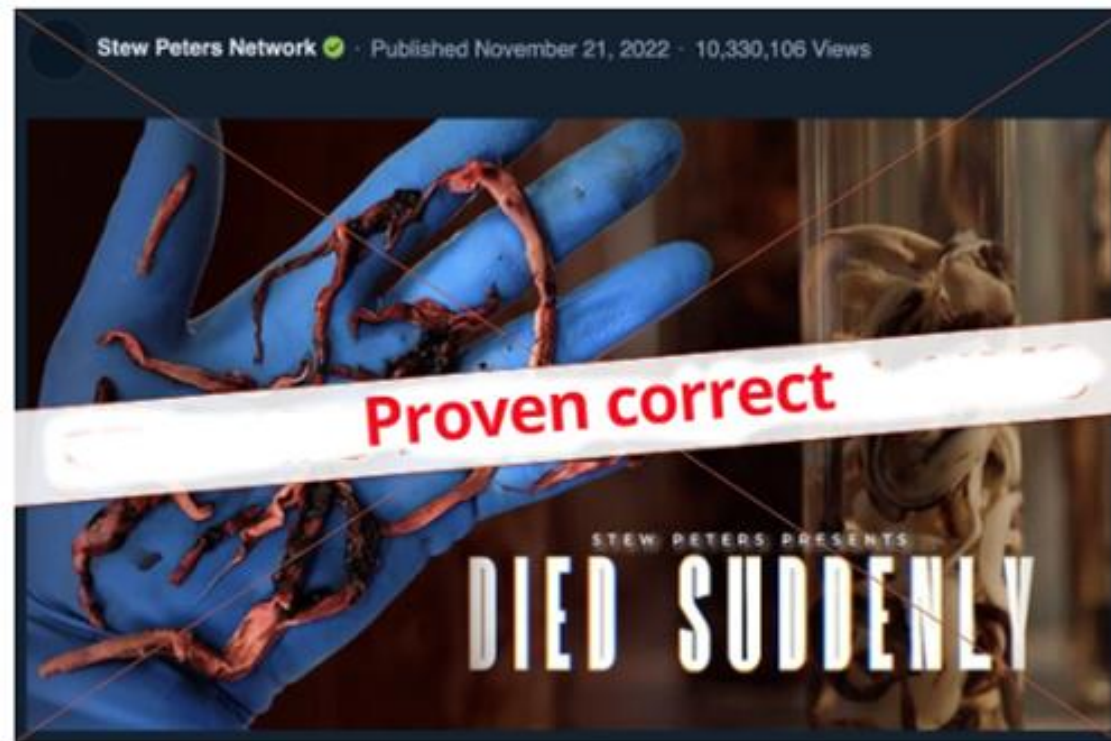 Stew Peters Network · Published November 21, 2022 · 10,330,106 Views
Proven correct
STEW PETERS PRESENTS
DIED SUDDENLY